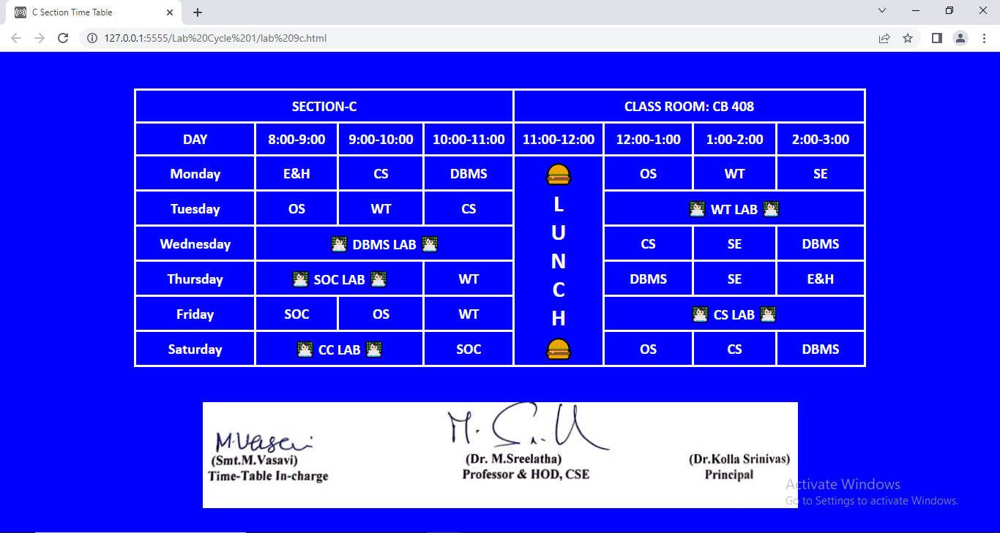 C Section Time Table
127.0.0.1:5555/Lab%20Cycle%201/lab%209c.html
SECTION-C CLASS ROOM: CB 408
DAY 8:00-9:00 9:00-10:00 10:00-11:00 11:00-12:00 12:00-1:00 1:00-2:00 2:00-3:00
Monday E&H CS DBMS OS WT SE
L
Tuesday OS WT CS WT LAB
U
Wednesday DBMS LAB CS SE DBMS
N
Thursday SOC LAB WT DBMS SE E&H
C
Friday SOC OS WT CS LAB
H
Saturday CC LAB SOC OS CS DBMS
M.Vasavi
(Smt.M.Vasavi)
Time-Table In-charge
(Dr. M.Sreelatha)
Professor & HOD, CSE
(Dr.Kolla Srinivas)
Principal
Activate Windows
Go to Settings to activate Windows.